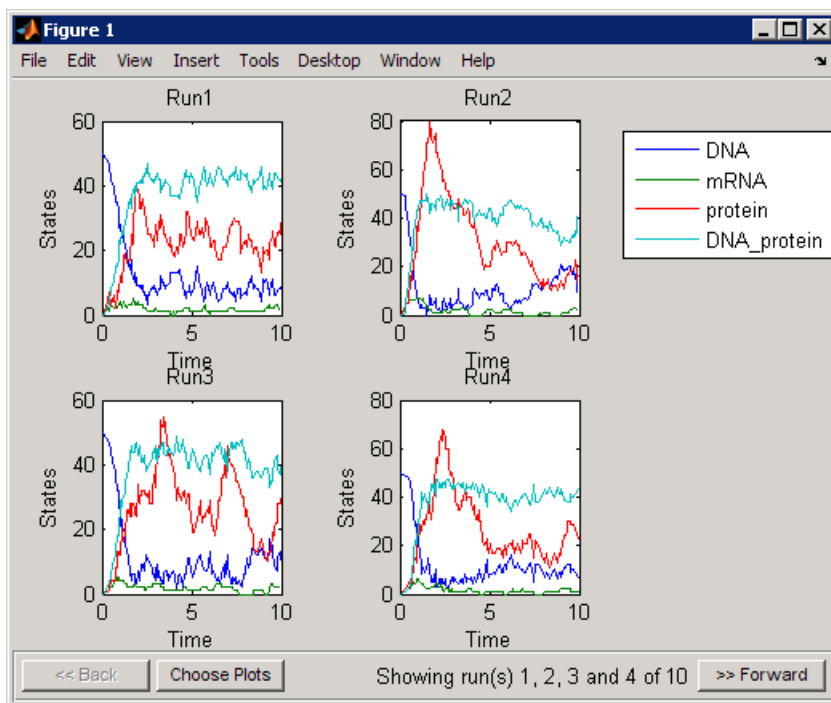 Figure 1
File Edit View Insert Tools Desktop Window Help
Run1
60
40
20
0
States
0 5 10
Time
Run2
80
60
40
20
0
States
0 5 10
DNA
mRNA
protein
DNA_protein
Run3
60
40
20
0
States
0 5 10
Time
Run4
80
60
40
20
0
States
0 5 10
Time
<< Back
Choose Plots
Showing run(s) 1, 2, 3 and 4 of 10
>> Forward